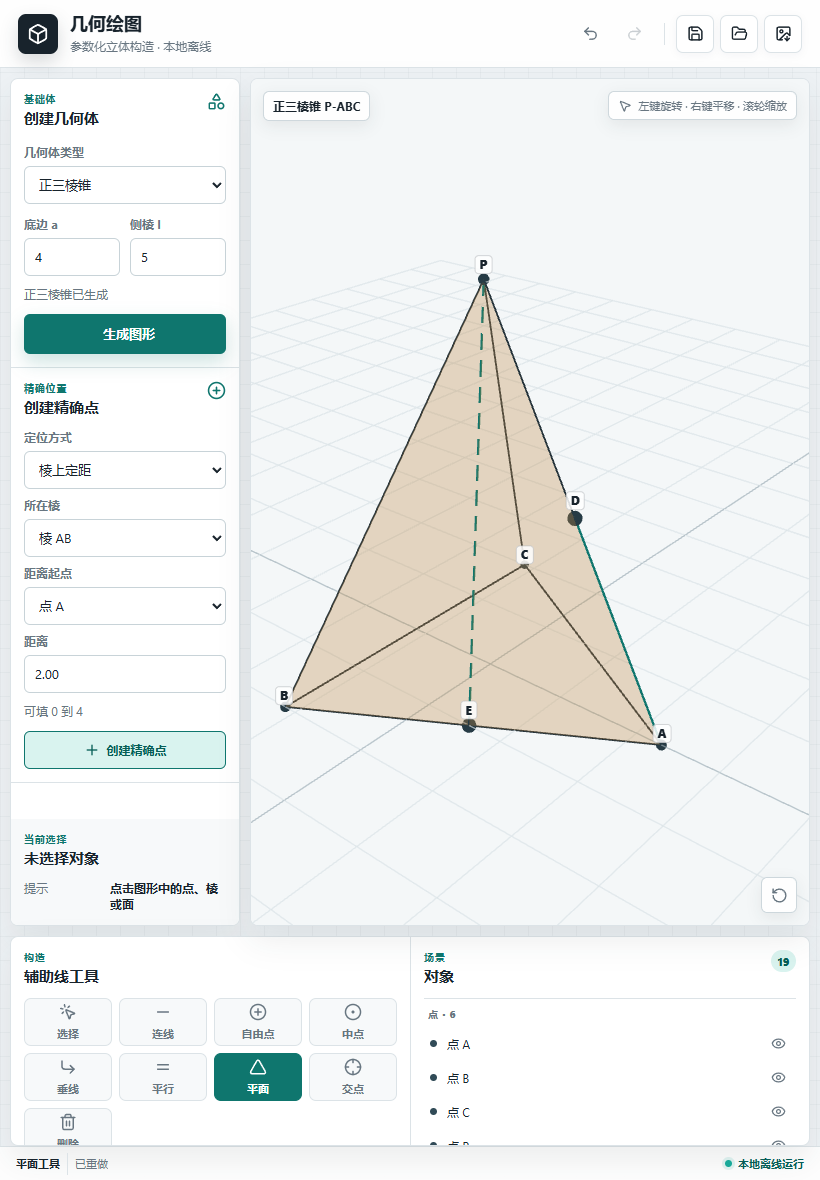 几何绘图
参数化立体构造 · 本地离线
基础体
创建几何体
几何体类型
正三棱锥
底边 a
侧棱 l
4
5
正三棱锥已生成
生成图形
精确位置
创建精确点
定位方式
棱上定距
所在棱
棱 AB
距离起点
点 A
距离
2.00
可填 0 到 4
创建精确点
当前选择
未选择对象
提示
点击图形中的点、棱
或面
正三棱锥 P-ABC
左键旋转 · 右键平移 · 滚轮缩放
P
D
C
B
E
A
构造
辅助线工具
选择
连线
自由点
中点
垂线
平行
平面
交点
删除
场景
对象
19
点 · 6
点 A
点 B
点 C
平面工具
已重做
本地离线运行